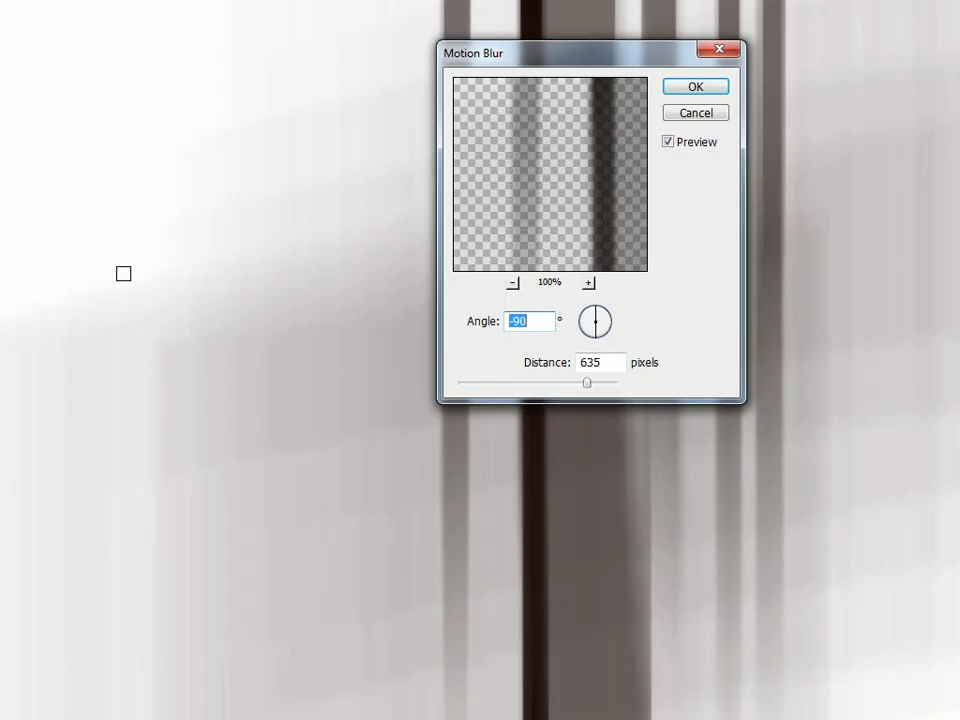 Motion Blur
OK
Cancel
Preview
- 100% +
Angle: -90 °
Distance: 635 pixels